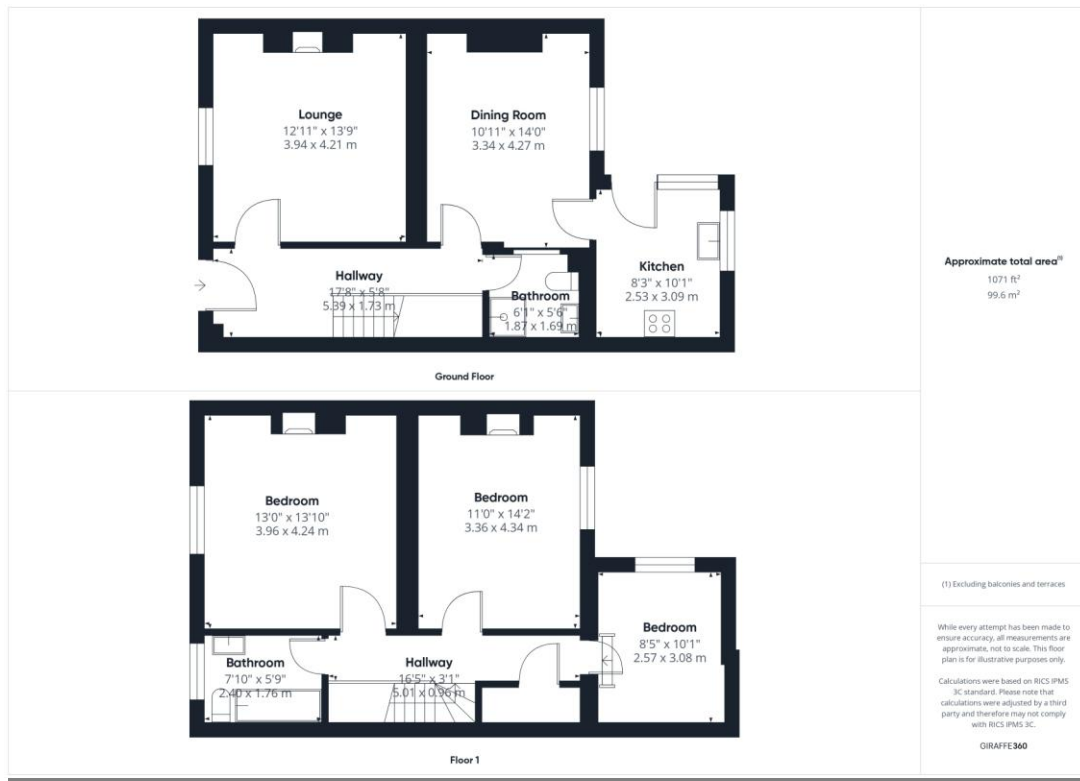 Lounge
12'11" x 13'9"
3.94 x 4.21 m
Dining Room
10'11" x 14'0"
3.34 x 4.27 m
Kitchen
8'3" x 10'1"
2.53 x 3.09 m
Hallway
17'8" x 5'8"
5.39 x 1.73 m
Bathroom
6'1" x 5'6"
1.87 x 1.69 m
Ground Floor
Bedroom
13'0" x 13'10"
3.96 x 4.24 m
Bedroom
11'0" x 14'2"
3.36 x 4.34 m
Bedroom
8'5" x 10'1"
2.57 x 3.08 m
Bathroom
7'10" x 5'9"
2.40 x 1.76 m
Hallway
16'5" x 3'1"
5.01 x 0.96 m
Floor 1
Approximate total area(1)
1071 ft²
99.6 m²
(1) Excluding balconies and terraces
While every attempt has been made to
ensure accuracy, all measurements are
approximate, not to scale. This floor
plan is for illustrative purposes only.
Calculations were based on RICS IPMS
3C standard. Please note that
calculations were adjusted by a third
party and therefore may not comply
with RICS IPMS 3C.
GIRAFFE360